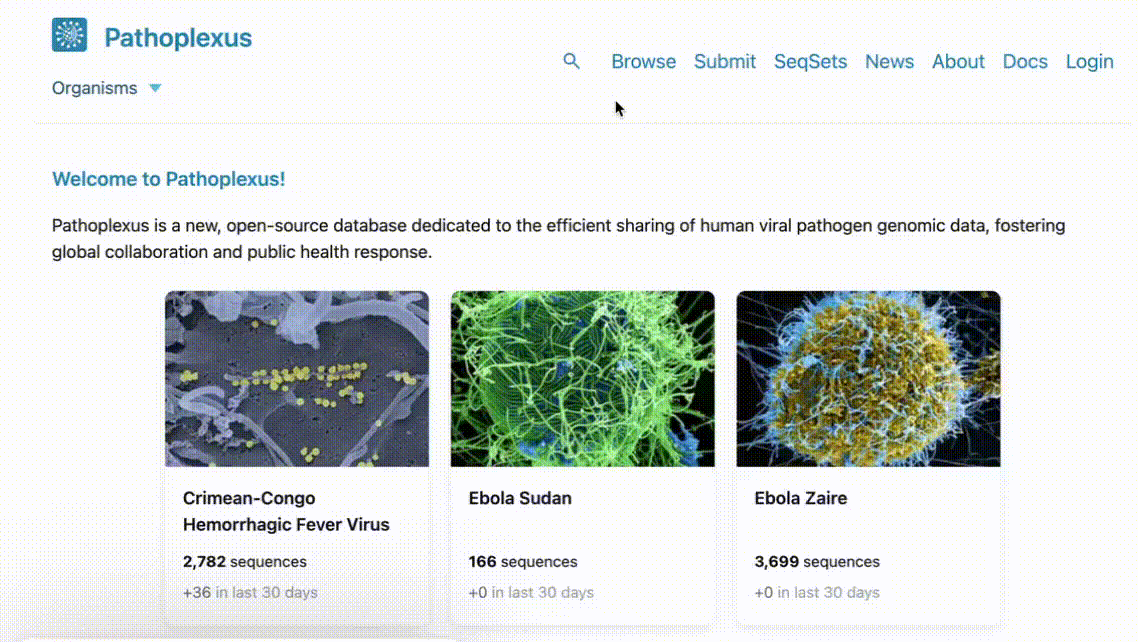 Pathoplexus
Organisms
Browse Submit SeqSets News About Docs Login
Welcome to Pathoplexus!
Pathoplexus is a new, open-source database dedicated to the efficient sharing of human viral pathogen genomic data, fostering
global collaboration and public health response.
Crimean-Congo
Hemorrhagic Fever Virus
2,782 sequences
+36 in last 30 days
Ebola Sudan
166 sequences
+0 in last 30 days
Ebola Zaire
3,699 sequences
+0 in last 30 days